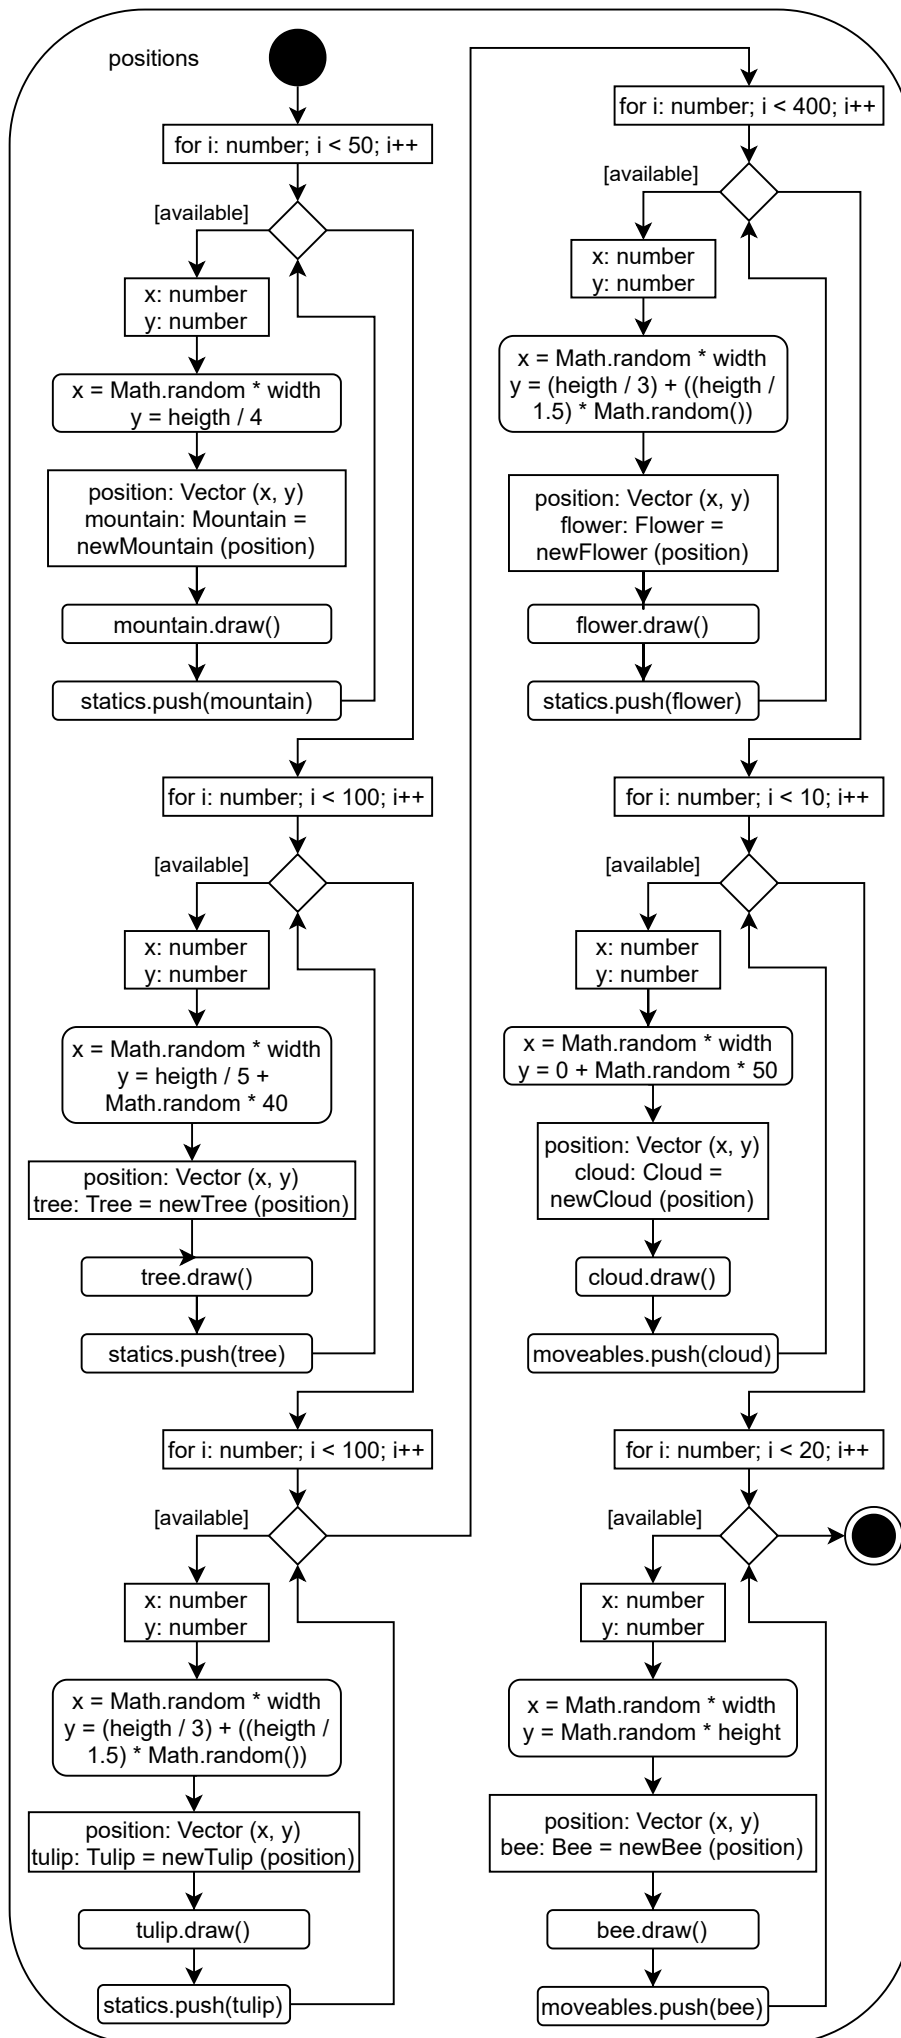 positions
for i: number; i < 50; i++
[available]
x: number
y: number
x = Math.random * width
y = heigth / 4
position: Vector (x, y)
mountain: Mountain =
newMountain (position)
mountain.draw()
statics.push(mountain)
for i: number; i < 100; i++
[available]
x: number
y: number
x = Math.random * width
y = heigth / 5 +
Math.random * 40
position: Vector (x, y)
tree: Tree = newTree (position)
tree.draw()
statics.push(tree)
for i: number; i < 100; i++
[available]
x: number
y: number
x = Math.random * width
y = (heigth / 3) + ((heigth /
1.5) * Math.random())
position: Vector (x, y)
tulip: Tulip = newTulip (position)
tulip.draw()
statics.push(tulip)
for i: number; i < 400; i++
[available]
x: number
y: number
x = Math.random * width
y = (heigth / 3) + ((heigth /
1.5) * Math.random())
position: Vector (x, y)
flower: Flower =
newFlower (position)
flower.draw()
statics.push(flower)
for i: number; i < 10; i++
[available]
x: number
y: number
x = Math.random * width
y = 0 + Math.random * 50
position: Vector (x, y)
cloud: Cloud =
newCloud (position)
cloud.draw()
moveables.push(cloud)
for i: number; i < 20; i++
[available]
x: number
y: number
x = Math.random * width
y = Math.random * height
position: Vector (x, y)
bee: Bee = newBee (position)
bee.draw()
moveables.push(bee)